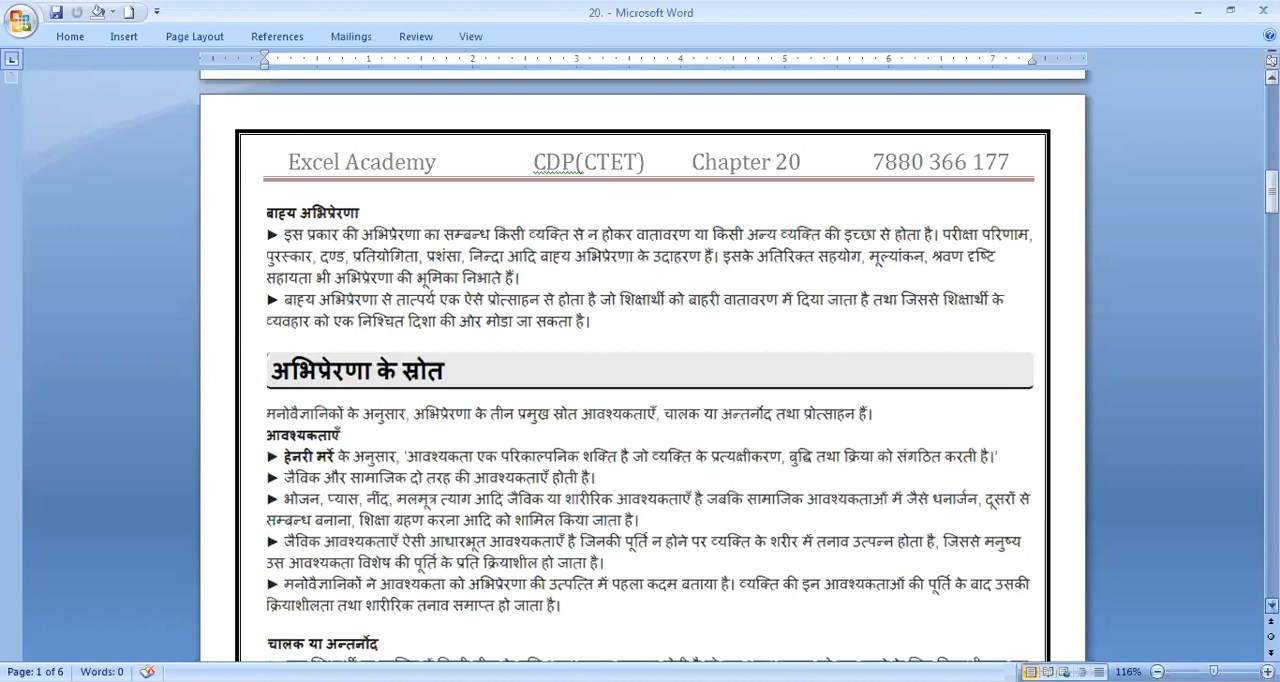 20. - Microsoft Word
Home Insert Page Layout References Mailings Review View
1 2 3 4 5 6 7
Excel Academy CDP(CTET) Chapter 20 7880 366 177
बाह्य अभिप्रेरणा
► इस प्रकार की अभिप्रेरणा का सम्बन्ध किसी व्यक्ति से न होकर वातावरण या किसी अन्य व्यक्ति की इच्छा से होता है। परीक्षा परिणाम,
पुरस्कार, दण्ड, प्रतियोगिता, प्रशंसा, निन्दा आदि बाह्य अभिप्रेरणा के उदाहरण हैं। इसके अतिरिक्त सहयोग, मूल्यांकन, श्रवण दृष्टि
सहायता भी अभिप्रेरणा की भूमिका निभाते हैं।
► बाह्य अभिप्रेरणा से तात्पर्य एक ऐसे प्रोत्साहन से होता है जो शिक्षार्थी को बाहरी वातावरण में दिया जाता है तथा जिससे शिक्षार्थी के
व्यवहार को एक निश्चित दिशा की ओर मोडा जा सकता है।
अभिप्रेरणा के स्रोत
मनोवैज्ञानिकों के अनुसार, अभिप्रेरणा के तीन प्रमुख स्रोत आवश्यकताएँ, चालक या अन्तर्नोद तथा प्रोत्साहन हैं।
आवश्यकताएँ
► हेनरी मर्रे के अनुसार, 'आवश्यकता एक परिकाल्पनिक शक्ति है जो व्यक्ति के प्रत्यक्षीकरण, बुद्धि तथा क्रिया को संगठित करती है।'
► जैविक और सामाजिक दो तरह की आवश्यकताएँ होती है।
► भोजन, प्यास, नींद, मलमूत्र त्याग आदि जैविक या शारीरिक आवश्यकताएँ है जबकि सामाजिक आवश्यकताओं में जैसे धनार्जन, दूसरों से
सम्बन्ध बनाना, शिक्षा ग्रहण करना आदि को शामिल किया जाता है।
► जैविक आवश्यकताएँ ऐसी आधारभूत आवश्यकताएँ है जिनकी पूर्ति न होने पर व्यक्ति के शरीर में तनाव उत्पन्न होता है, जिससे मनुष्य
उस आवश्यकता विशेष की पूर्ति के प्रति क्रियाशील हो जाता है।
► मनोवैज्ञानिकों ने आवश्यकता को अभिप्रेरणा की उत्पत्ति में पहला कदम बताया है। व्यक्ति की इन आवश्यकताओं की पूर्ति के बाद उसकी
क्रियाशीलता तथा शारीरिक तनाव समाप्त हो जाता है।
चालक या अन्तर्नोद
Page: 1 of 6 Words: 0 116%